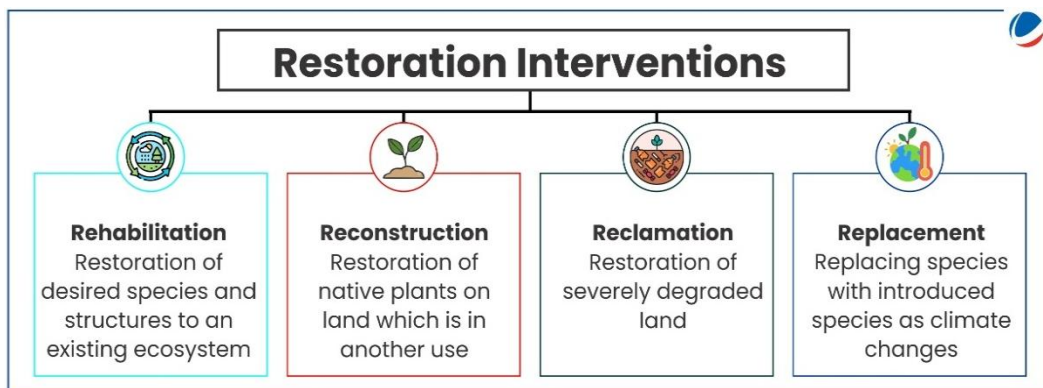 Restoration Interventions
Rehabilitation
Restoration of
desired species and
structures to an
existing ecosystem
Reconstruction
Restoration of
native plants on
land which is in
another use
Reclamation
Restoration of
severely degraded
land
Replacement
Replacing species
with introduced
species as climate
changes